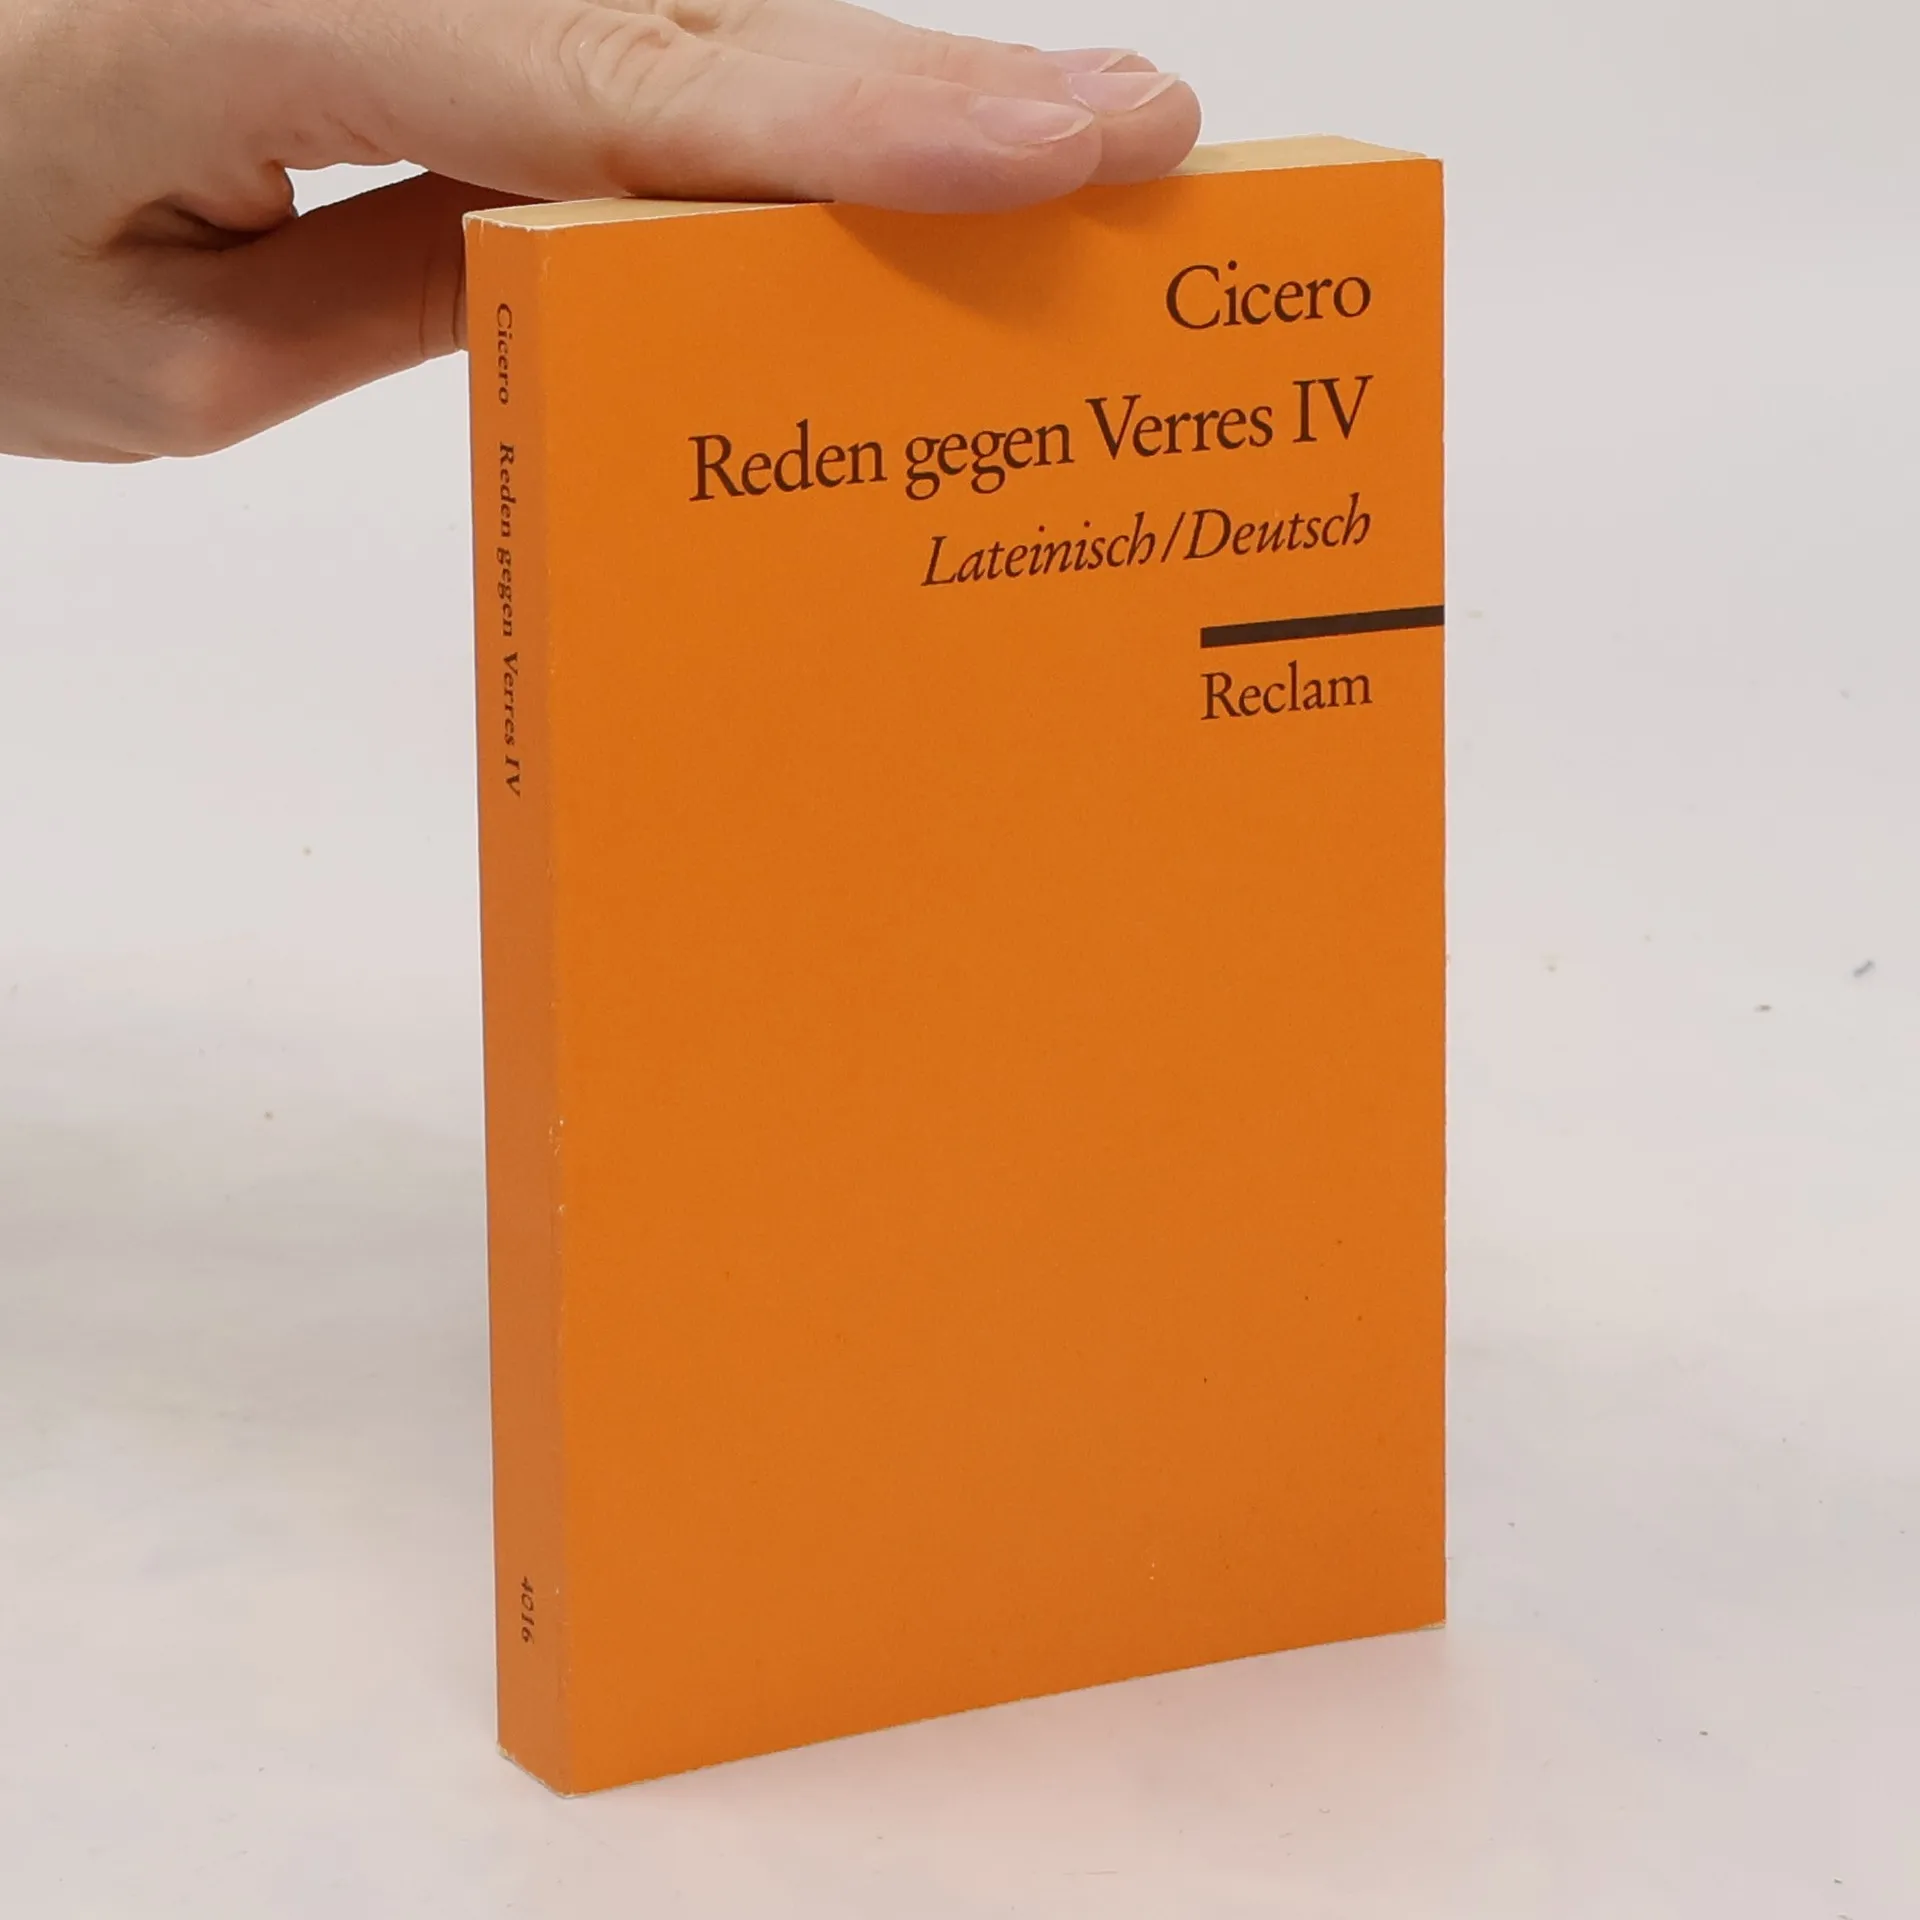 Cicero
Reden gegen Verres IV
Lateinisch/Deutsch
Reclam
Cicero Reden gegen Verres IV
4016